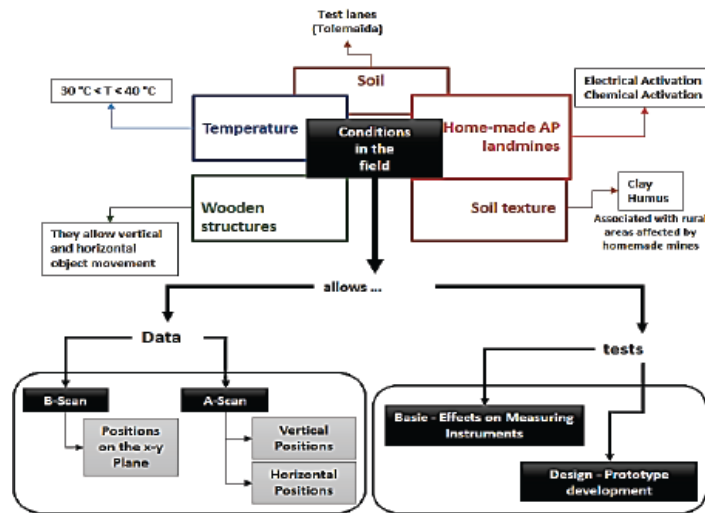 Test lanes
(Tolemaida)
Soil
30 °C < T < 40 °C
Electrical Activation
Chemical Activation
Temperature
Conditions
in the
field
Home-made AP
landmines
Wooden
structures
Soil texture
Clay
Humus
They allow vertical
and horizontal
object movement
Associated with rural
areas affected by
homemade mines
allows ...
Data
tests
B-Scan
A-Scan
Positions
on the x-y
Plane
Vertical
Positions
Horizontal
Positions
Basic - Effects on Measuring
Instruments
Design - Prototype
development